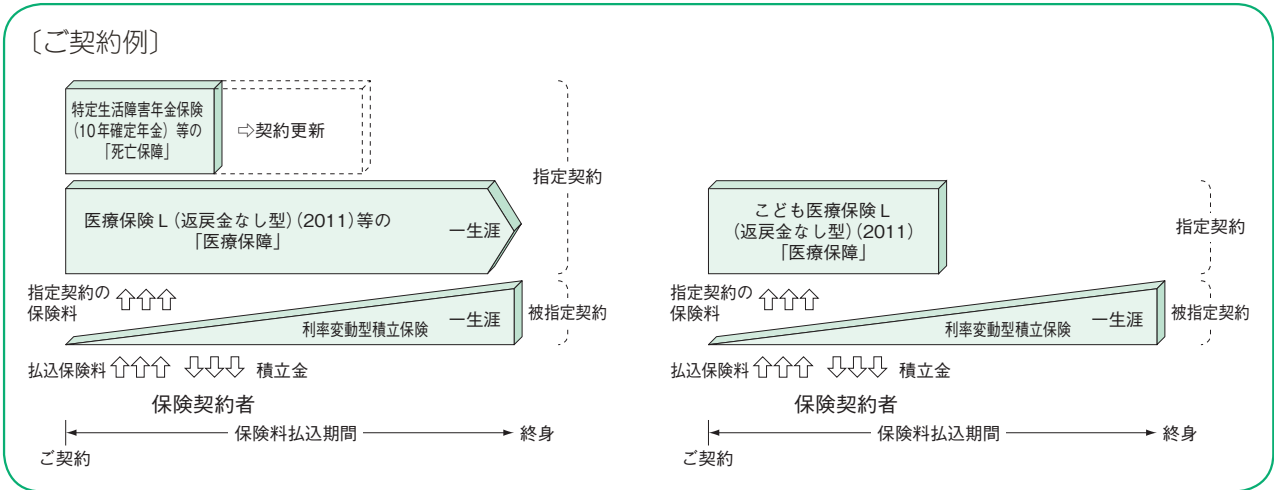 〔ご契約例〕
特定生活障害年金保険
(10年確定年金)等の
「死亡保障」
⇨契約更新
指定契約
医療保険L(返戻金なし型)(2011)等の
「医療保障」
一生涯
指定契約の
保険料
利率変動型積立保険
一生涯
被指定契約
払込保険料
積立金
保険契約者
保険料払込期間
終身
ご契約
こども医療保険L
(返戻金なし型)(2011)
「医療保障」
指定契約
指定契約の
保険料
利率変動型積立保険
一生涯
被指定契約
払込保険料
積立金
保険契約者
保険料払込期間
終身
ご契約